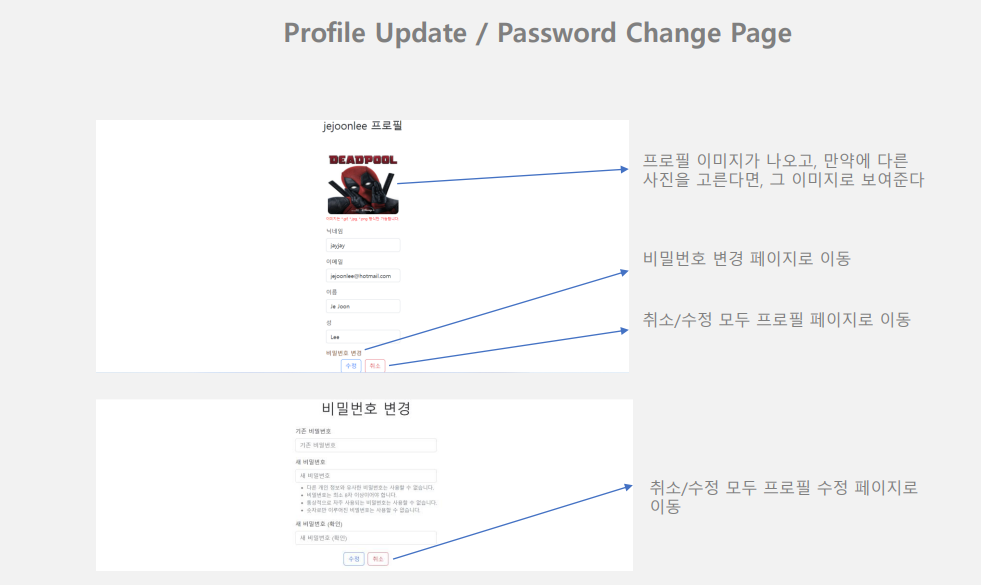 Profile Update / Password Change Page
jejoonlee 프로필
DEADPOOL
프로필 이미지가 나오고, 만약에 다른
사진을 고른다면, 그 이미지로 보여준다
닉네임
jayjay
비밀번호 변경 페이지로 이동
이메일
jejoonlee@hotmail.com
이름
Je Joon
취소/수정 모두 프로필 페이지로 이동
성
Lee
비밀번호 변경
수정 취소
비밀번호 변경
기존 비밀번호
기존 비밀번호
새 비밀번호
새 비밀번호
다른 개인 정보와 유사한 비밀번호는 사용할 수 없습니다.
비밀번호는 최소 8자 이상이어야 합니다.
통상적으로 자주 사용되는 비밀번호는 사용할 수 없습니다.
숫자로만 이루어진 비밀번호는 사용할 수 없습니다.
취소/수정 모두 프로필 수정 페이지로
이동
새 비밀번호 (확인)
새 비밀번호 (확인)
수정 취소